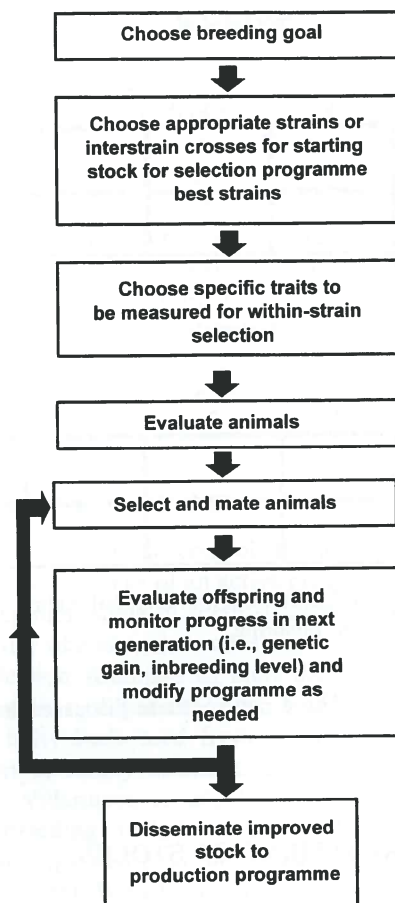 Choose breeding goal
Choose appropriate strains or
interstrain crosses for starting
stock for selection programme
best strains
Choose specific traits to
be measured for within-strain
selection
Evaluate animals
Select and mate animals
Evaluate offspring and
monitor progress in next
generation (i.e., genetic
gain, inbreeding level) and
modify programme as
needed
Disseminate improved
stock to
production programme